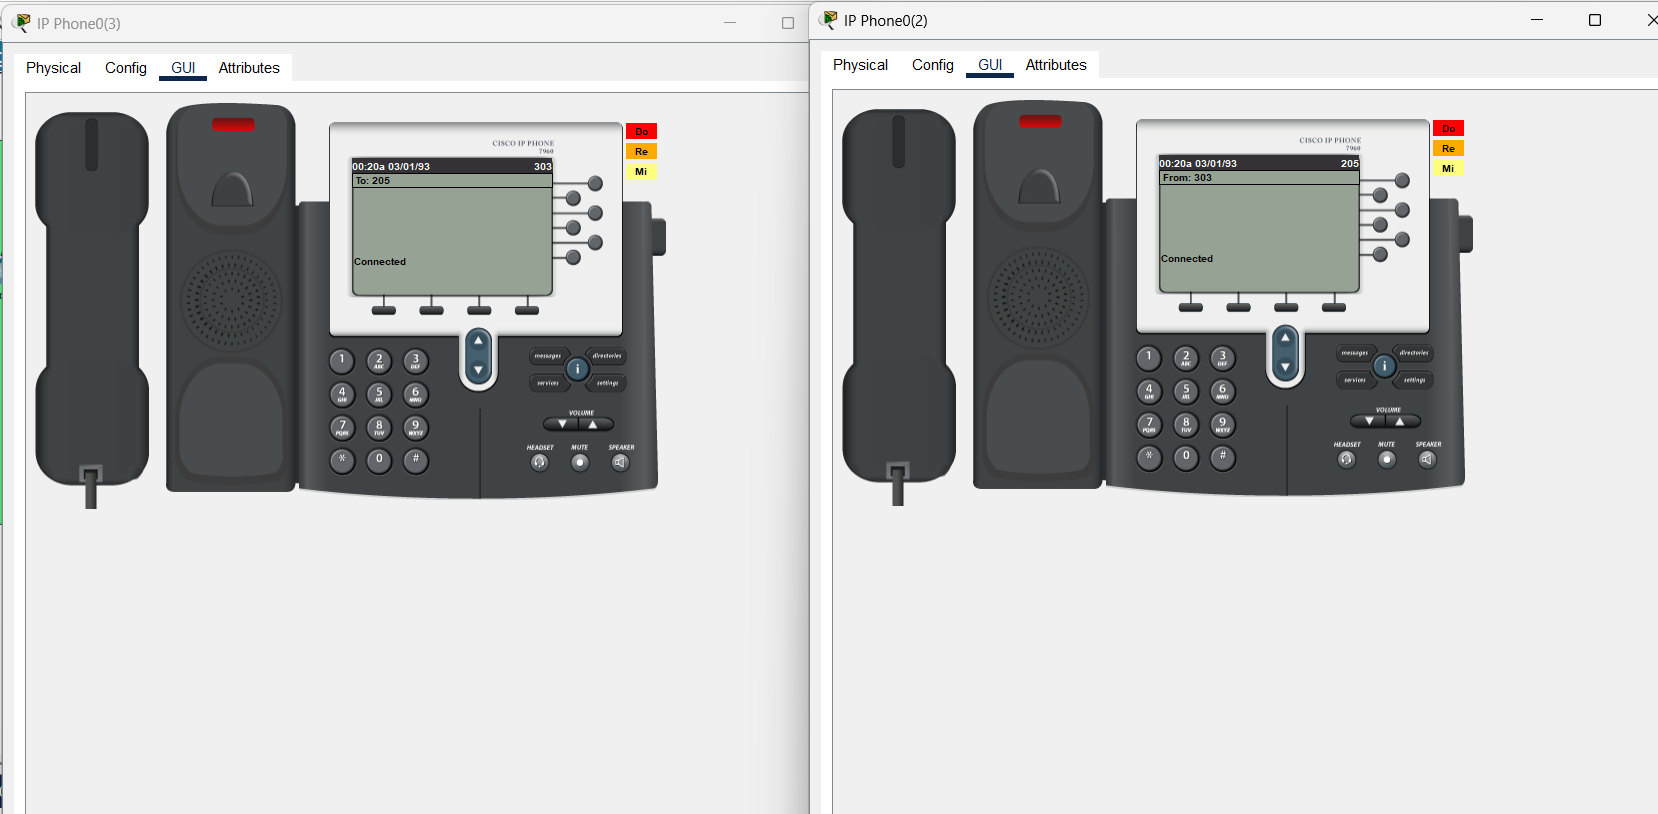 IP Phone0(3)
Physical Config GUI Attributes
CISCO IP PHONE
7960
00:20a 03/01/93 303
To: 205
Connected
Do
Re
Mi
1 2 ABC 3 DEF
4 GHI 5 JKL 6 MNO
7 PQRS 8 TUV 9 WXYZ
* 0 #
messages directories
i
services settings
VOLUME
HEADSET MUTE SPEAKER
IP Phone0(2)
Physical Config GUI Attributes
CISCO IP PHONE
7960
00:20a 03/01/93 205
From: 303
Connected
Do
Re
Mi
1 2 ABC 3 DEF
4 GHI 5 JKL 6 MNO
7 PQRS 8 TUV 9 WXYZ
* 0 #
messages directories
i
services settings
VOLUME
HEADSET MUTE SPEAKER